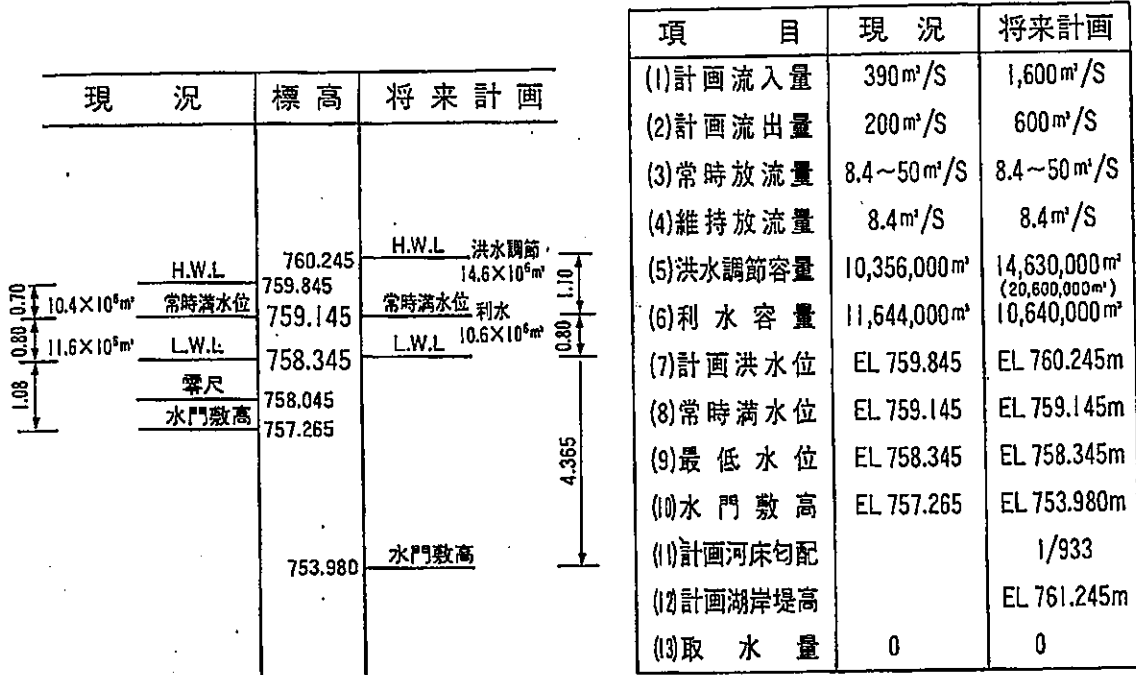 現 況 標高 将来計画
H.W.L 洪水調節
760.245
14.6×10⁶m³
1.10
H.W.L
759.845
0.70
10.4×10⁶m³ 常時満水位
759.145
常時満水位 利水
10.6×10⁶m³
0.80
11.6×10⁶m³
L.W.L
758.345
L.W.L
0.80
零尺
758.045
1.08
水門敷高
757.265
4.365
753.980
水門敷高
項 目 現 況 将来計画
(1)計画流入量 390m³/S 1,600m³/S
(2)計画流出量 200m³/S 600m³/S
(3)常時放流量 8.4~50m³/S 8.4~50m³/S
(4)維持放流量 8.4m³/S 8.4m³/S
(5)洪水調節容量 10,356,000m³ 14,630,000m³
(20,600,000m³)
(6)利水容量 11,644,000m³ 10,640,000m³
(7)計画洪水位 EL 759.845 EL 760.245m
(8)常時満水位 EL 759.145 EL 759.145m
(9)最低水位 EL 758.345 EL 758.345m
(10)水門敷高 EL 757.265 EL 753.980m
(11)計画河床勾配 1/933
(12)計画湖岸堤高 EL 761.245m
(13)取水量 0 0